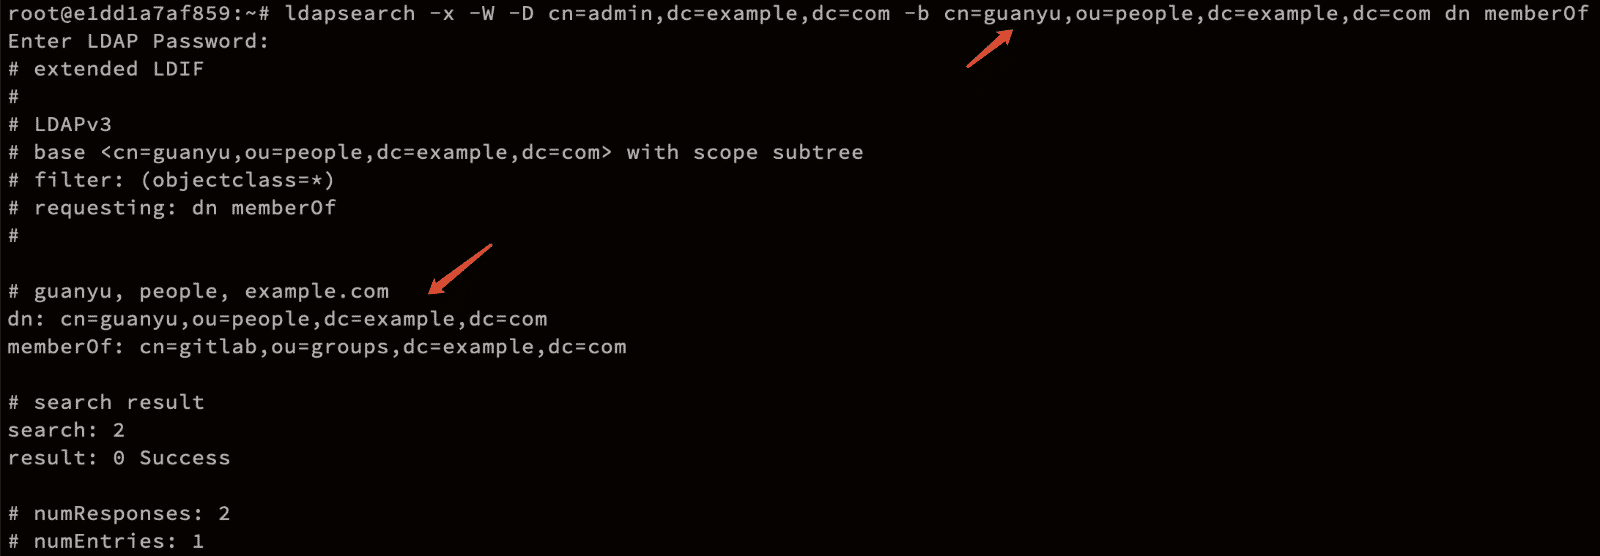 root@e1dd1a7af859:~# ldapsearch -x -W -D cn=admin,dc=example,dc=com -b cn=guanyu,ou=people,dc=example,dc=com dn memberOf
Enter LDAP Password:
# extended LDIF
#
# LDAPv3
# base <cn=guanyu,ou=people,dc=example,dc=com> with scope subtree
# filter: (objectclass=*)
# requesting: dn memberOf
#
# guanyu, people, example.com
dn: cn=guanyu,ou=people,dc=example,dc=com
memberOf: cn=gitlab,ou=groups,dc=example,dc=com
# search result
search: 2
result: 0 Success
# numResponses: 2
# numEntries: 1